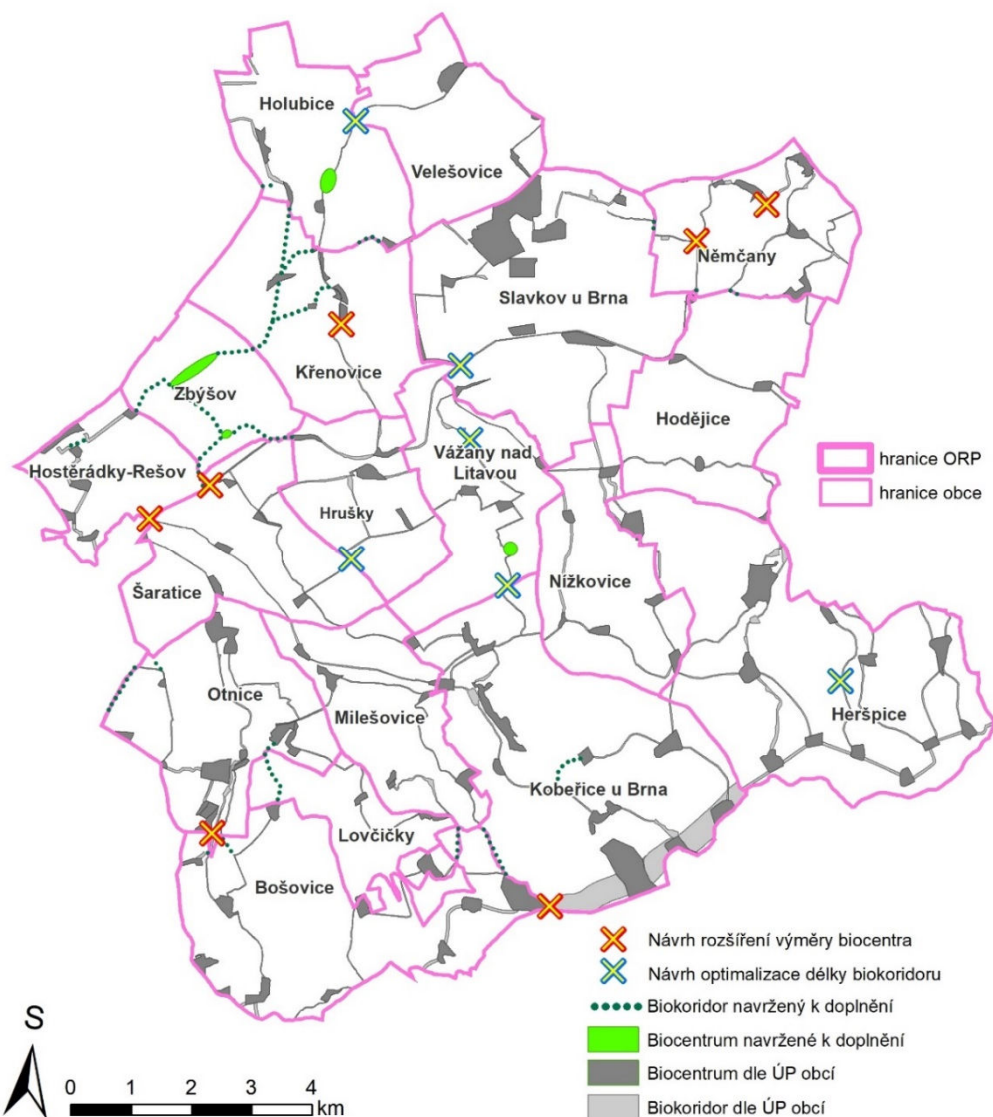 Holubice
Velešovice
Němčany
Slavkov u Brna
Křenovice
Zbýšov
Hodějice
Vážany nad
Litavou
hranice ORP
Hostěrádky-Rešov
hranice obce
Hrušky
Šaratice
Nížkovice
Otnice
Milešovice
Heršpice
Kobeřice u Brna
Lovčičky
Bošovice
Návrh rozšíření výměry biocentra
Návrh optimalizace délky biokoridoru
Biokoridor navržený k doplnění
Biocentrum navržené k doplnění
Biocentrum dle ÚP obcí
Biokoridor dle ÚP obcí
S
0 1 2 3 4
km